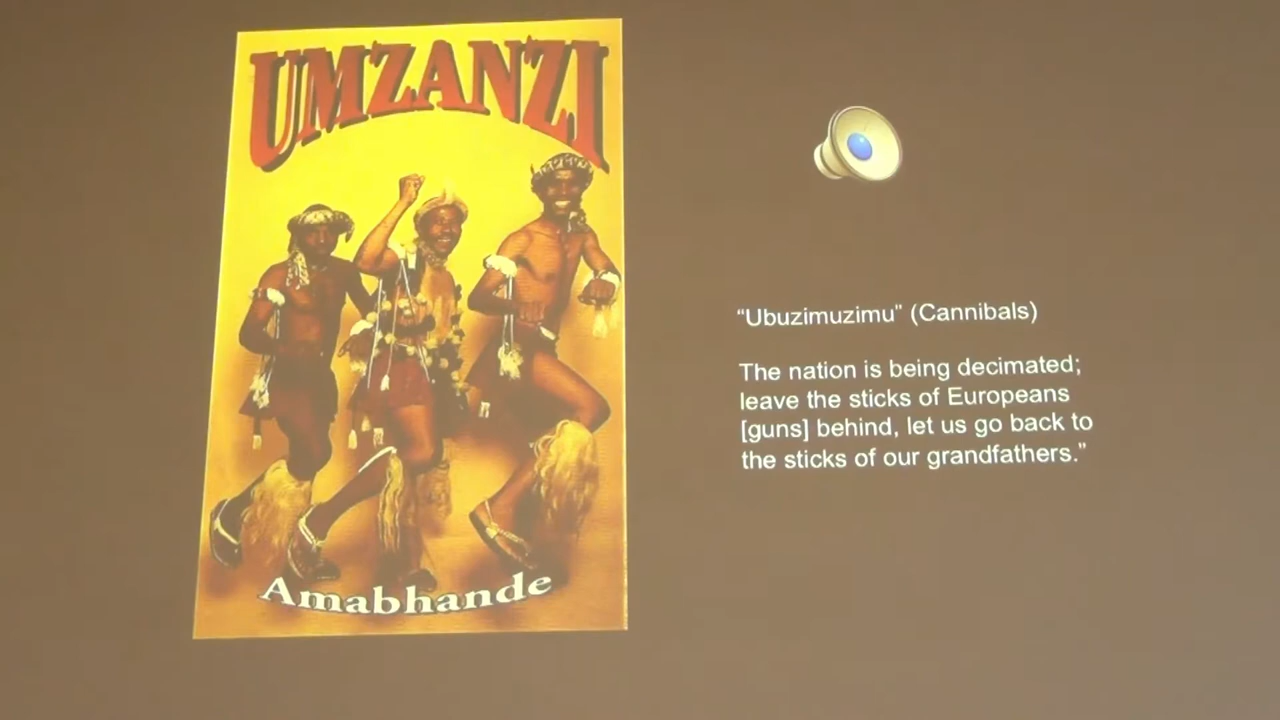 UMZANZI
Amabhande
“Ubuzimuzimu” (Cannibals)
The nation is being decimated;
leave the sticks of Europeans
[guns] behind, let us go back to
the sticks of our grandfathers.”